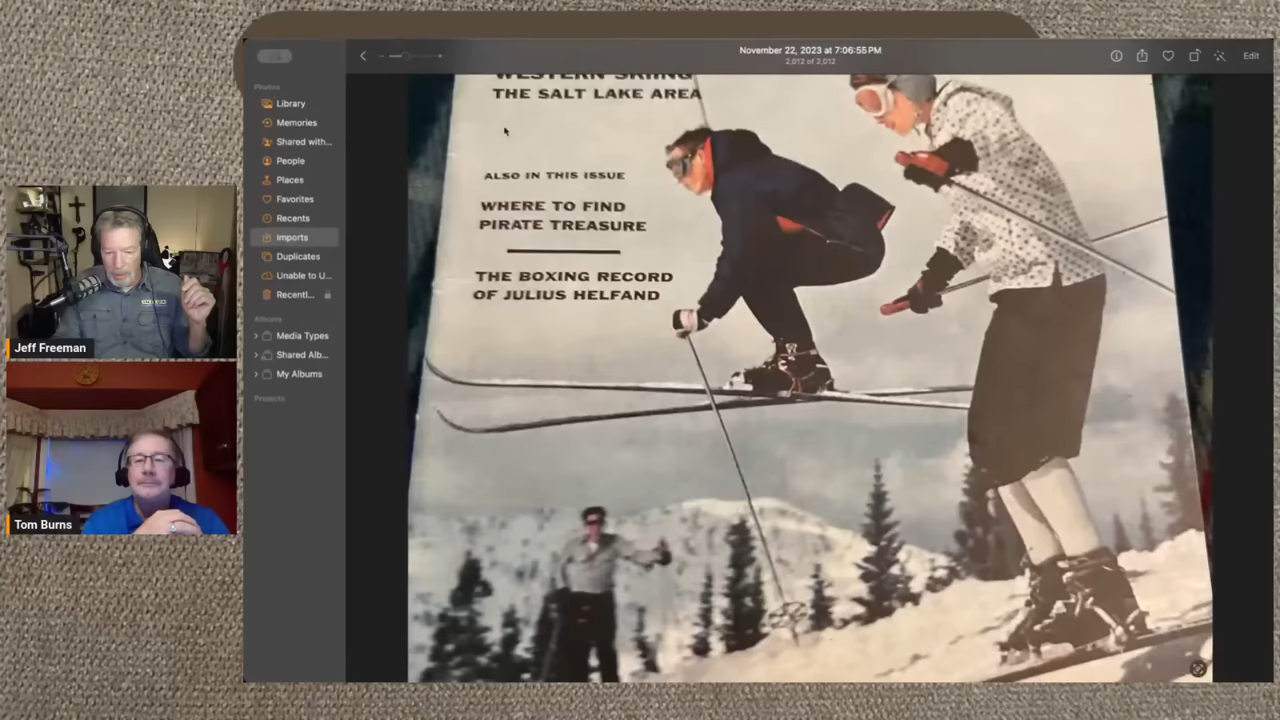 November 22, 2023 at 7:06:55 PM
2,012 of 2,012
Edit
Photos
Library
Memories
Shared with...
People
Places
Favorites
Recents
Imports
Duplicates
Unable to U...
Recentl...
Albums
Media Types
Shared Alb...
My Albums
Projects
WESTERN SKIING
THE SALT LAKE AREA
ALSO IN THIS ISSUE
WHERE TO FIND
PIRATE TREASURE
THE BOXING RECORD
OF JULIUS HELFAND
Jeff Freeman
Tom Burns